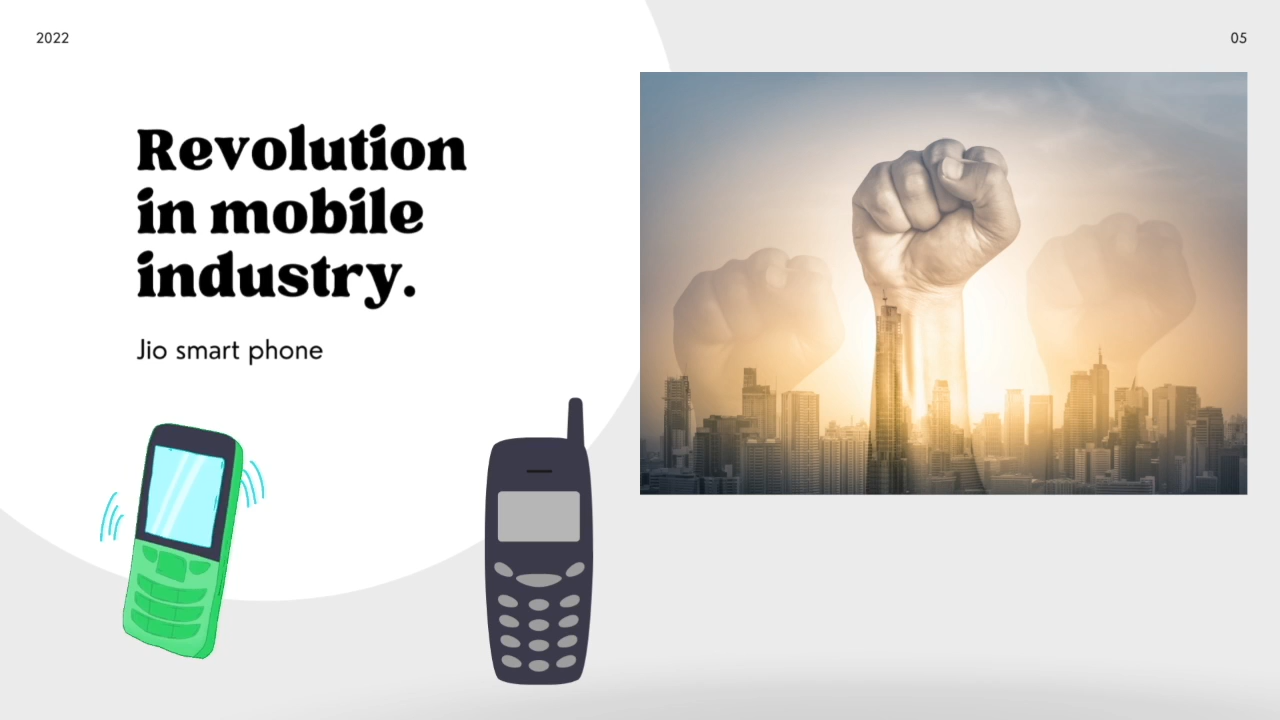 2022
05
Revolution
in mobile
industry.
Jio smart phone